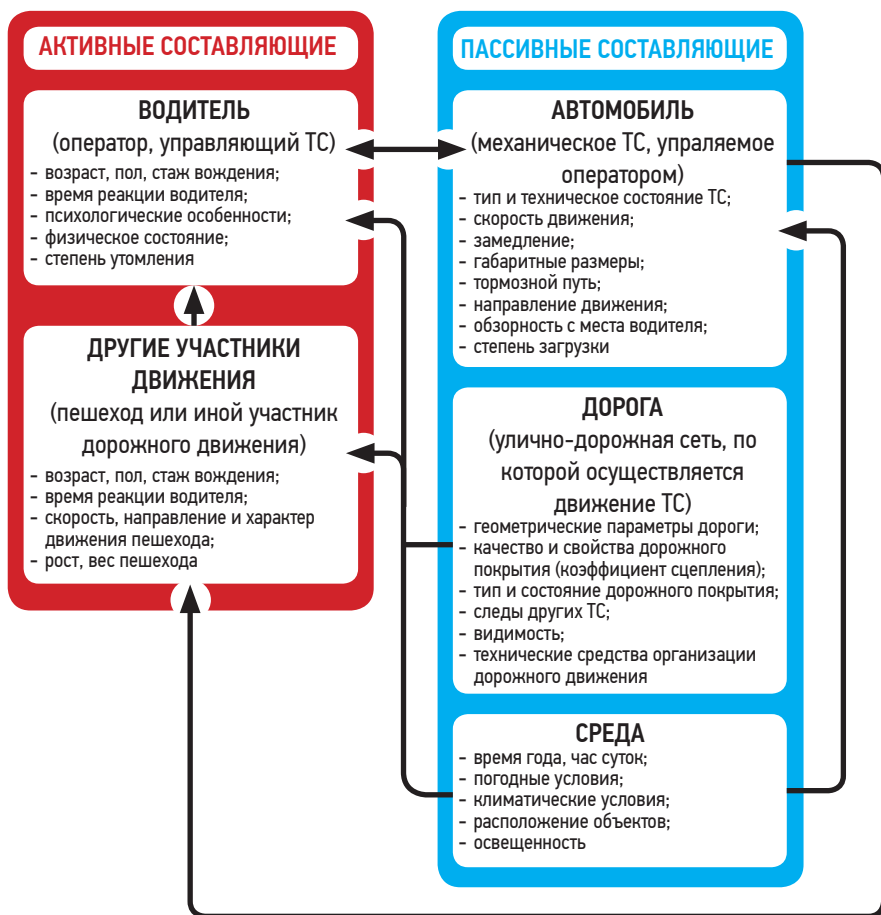 АКТИВНЫЕ СОСТАВЛЯЮЩИЕ
ВОДИТЕЛЬ
(оператор, управляющий ТС)
- возраст, пол, стаж вождения;
- время реакции водителя;
- психологические особенности;
- физическое состояние;
- степень утомления
ДРУГИЕ УЧАСТНИКИ
ДВИЖЕНИЯ
(пешеход или иной участник
дорожного движения)
- возраст, пол, стаж вождения;
- время реакции водителя;
- скорость, направление и характер
движения пешехода;
- рост, вес пешехода
ПАССИВНЫЕ СОСТАВЛЯЮЩИЕ
АВТОМОБИЛЬ
(механическое ТС, упраляемое
оператором)
- тип и техническое состояние ТС;
- скорость движения;
- замедление;
- габаритные размеры;
- тормозной путь;
- направление движения;
- обзорность с места водителя;
- степень загрузки
ДОРОГА
(улично-дорожная сеть, по
которой осуществляется
движение ТС)
- геометрические параметры дороги;
- качество и свойства дорожного
покрытия (коэффициент сцепления);
- тип и состояние дорожного покрытия;
- следы других ТС;
- видимость;
- технические средства организации
дорожного движения
СРЕДА
- время года, час суток;
- погодные условия;
- климатические условия;
- расположение объектов;
- освещенность